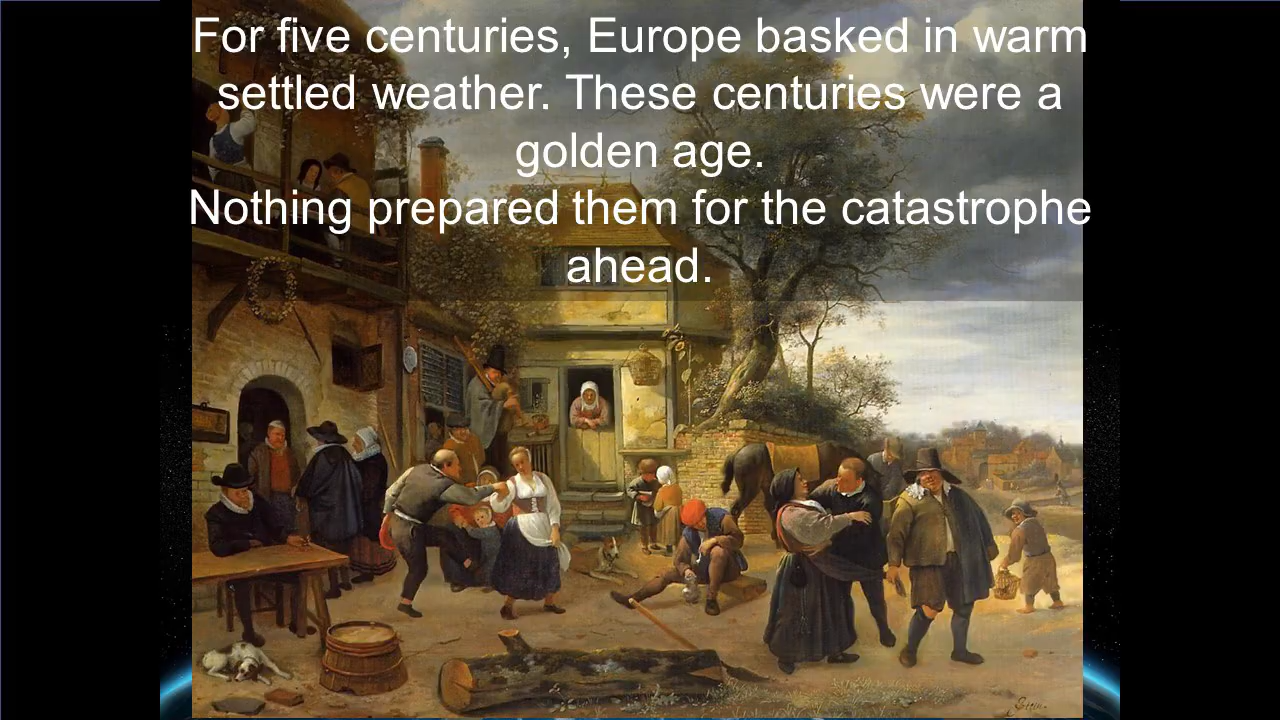 For five centuries, Europe basked in warm
settled weather. These centuries were a
golden age.
Nothing prepared them for the catastrophe
ahead.